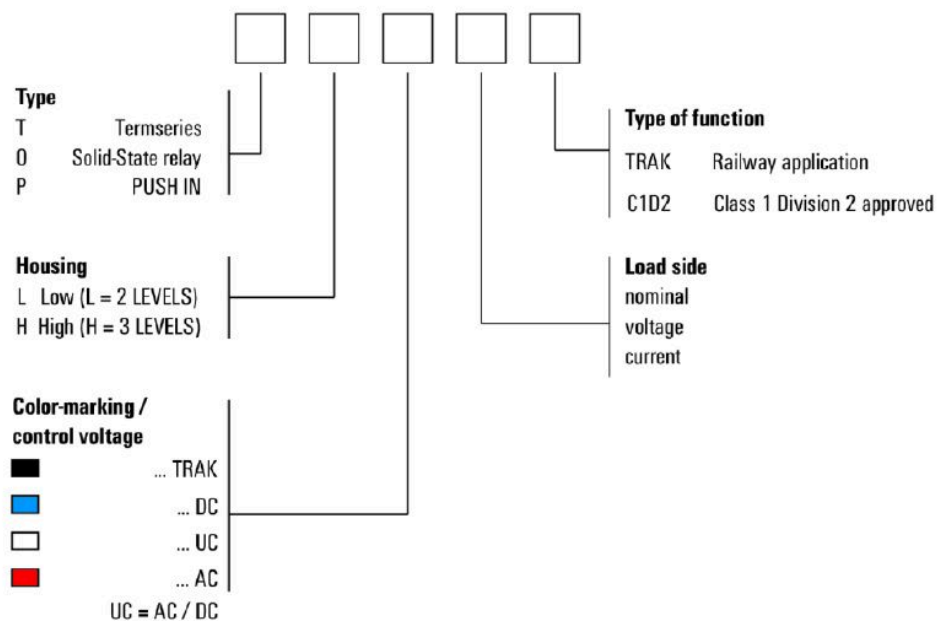 Type
T Termseries
O Solid-State relay
P PUSH IN
Housing
L Low (L = 2 LEVELS)
H High (H = 3 LEVELS)
Color-marking /
control voltage
... TRAK
... DC
... UC
... AC
UC = AC / DC
Type of function
TRAK Railway application
C1D2 Class 1 Division 2 approved
Load side
nominal
voltage
current